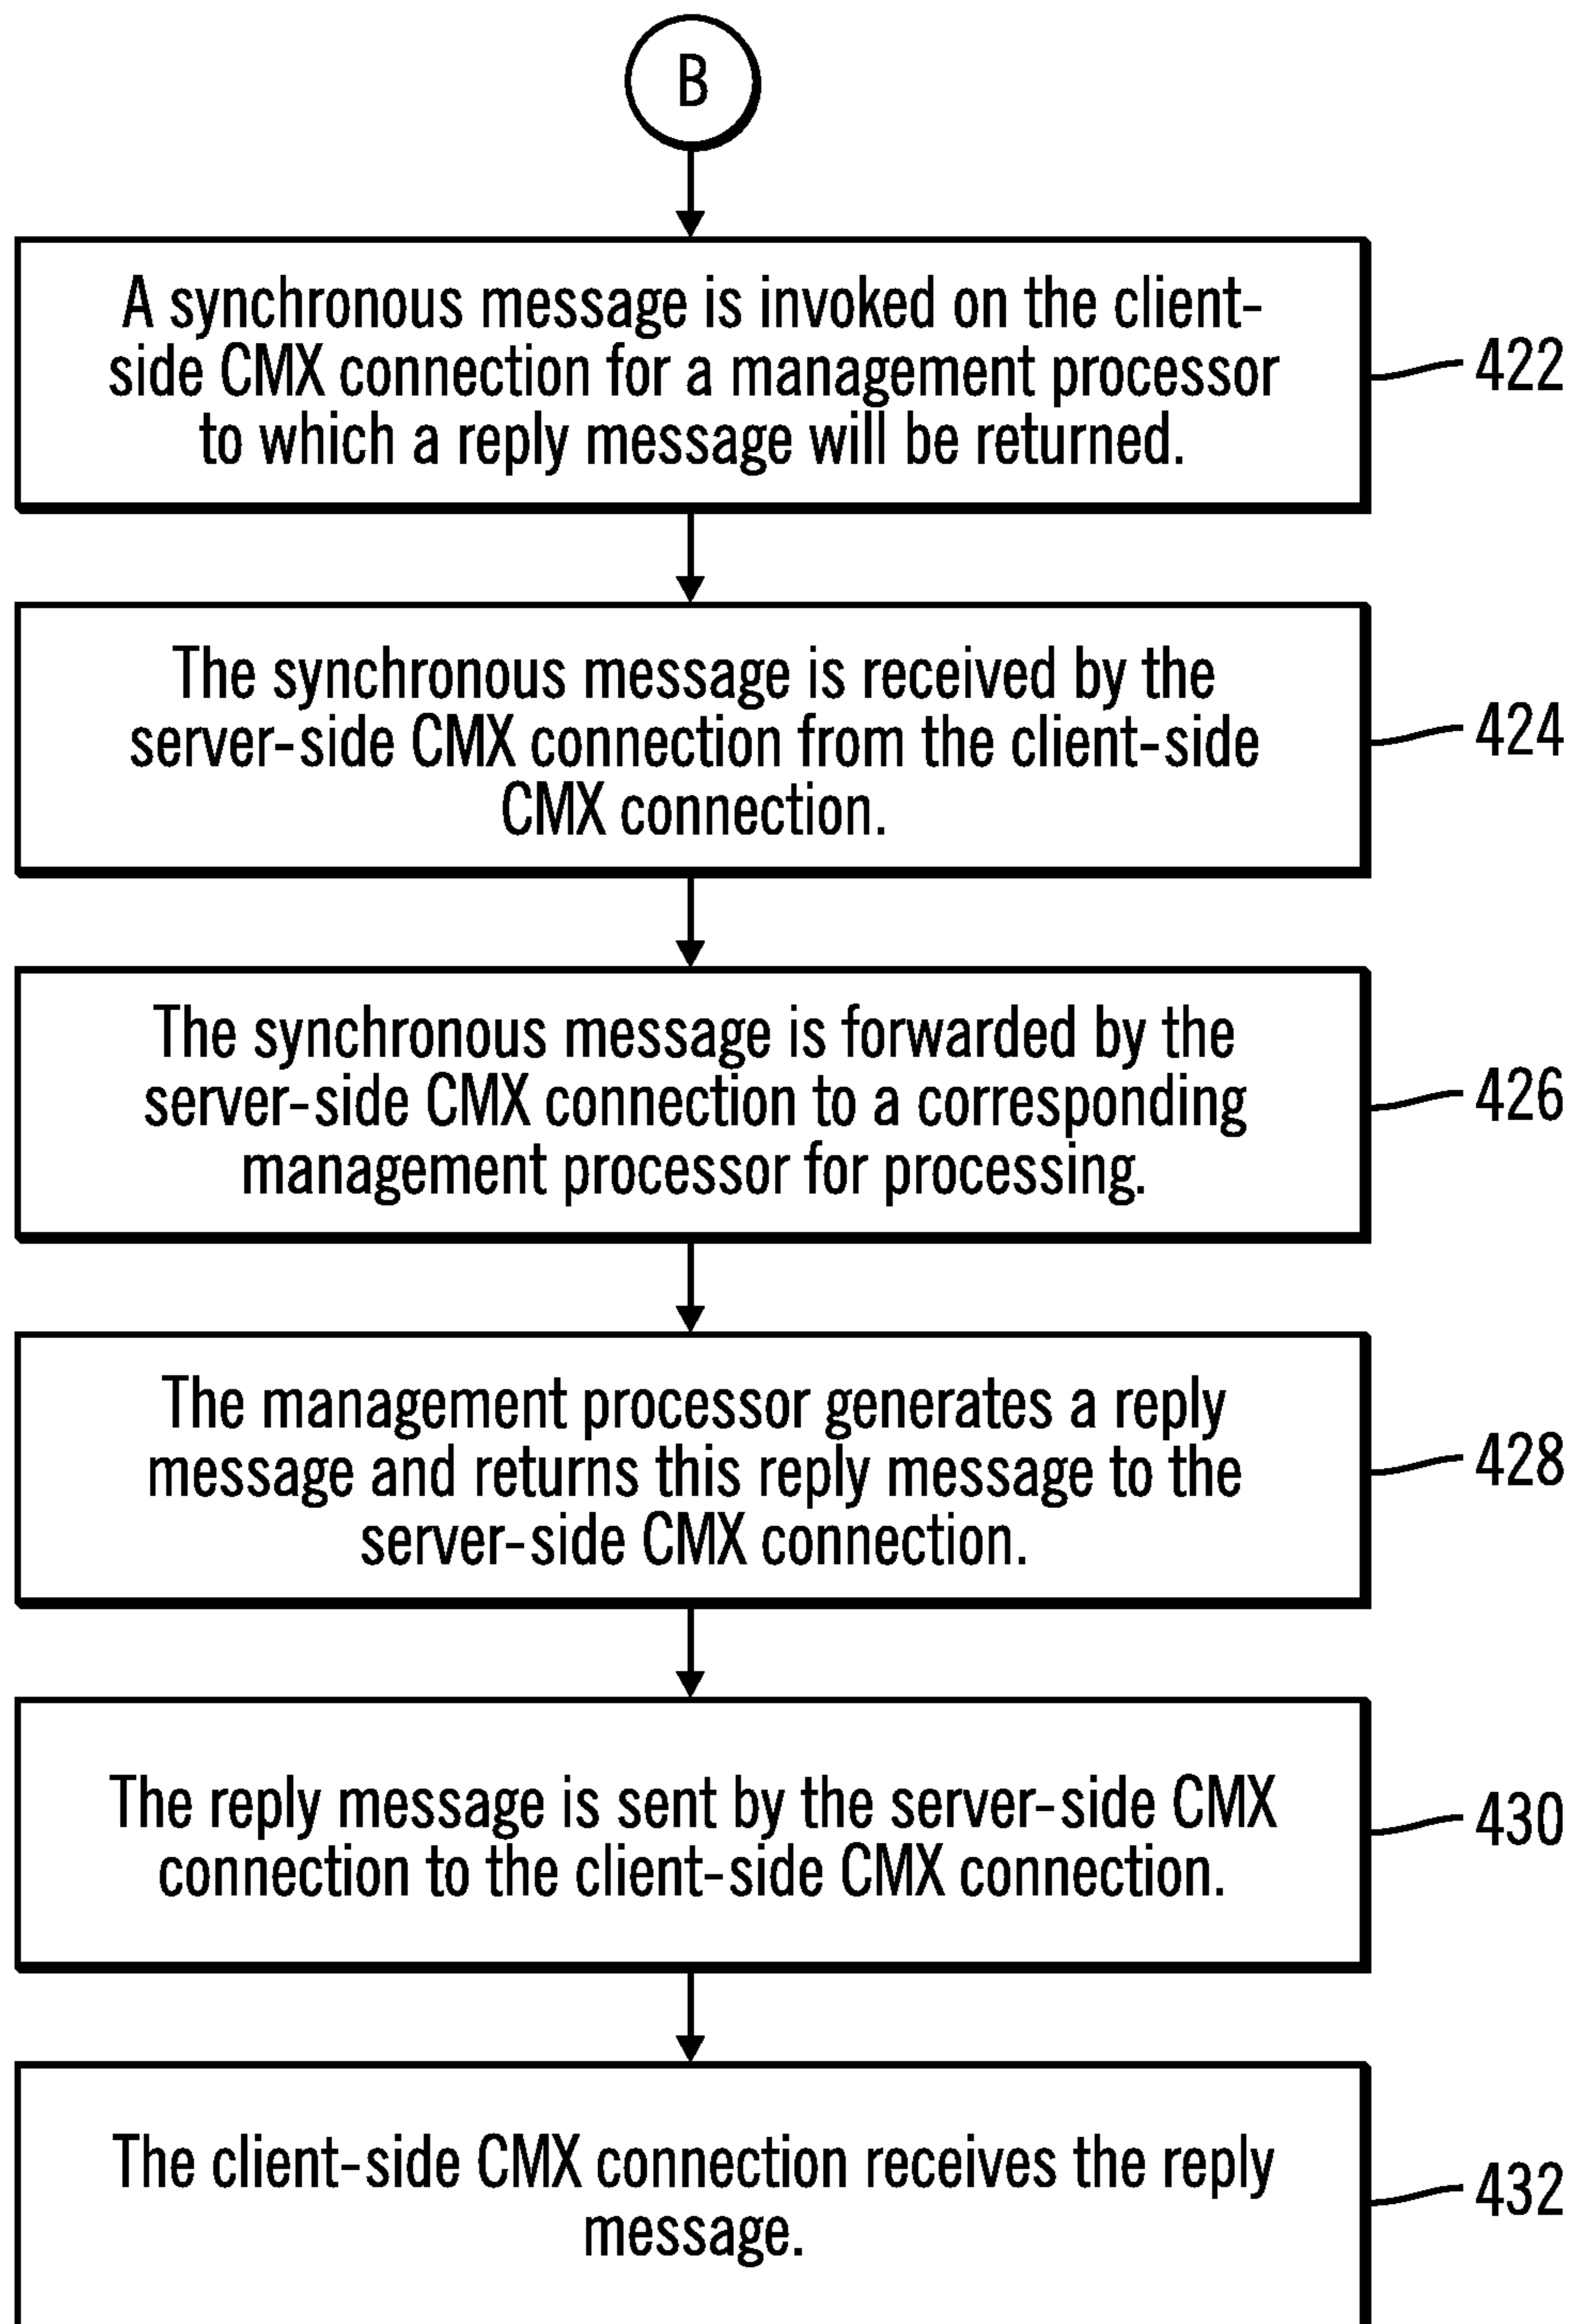 B
A synchronous message is invoked on the client-
side CMX connection for a management processor
to which a reply message will be returned.
422
The synchronous message is received by the
server-side CMX connection from the client-side
CMX connection.
424
The synchronous message is forwarded by the
server-side CMX connection to a corresponding
management processor for processing.
426
The management processor generates a reply
message and returns this reply message to the
server-side CMX connection.
428
The reply message is sent by the server-side CMX
connection to the client-side CMX connection.
430
The client-side CMX connection receives the reply
message.
432